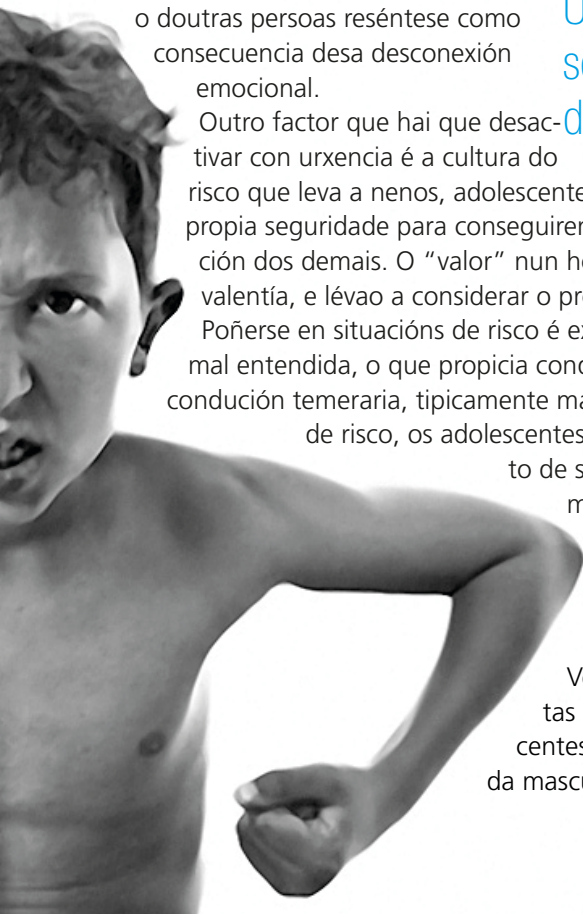 o doutras persoas reséntese como
consecuencia desa desconexión
emocional.
Outro factor que hai que desac-
tivar con urxencia é a cultura do
risco que leva a nenos, adolescente
propia seguridade para conseguire
ción dos demais. O “valor” nun h
valentía, e lévao a considerar o pr
Poñerse en situacións de risco é e
mal entendida, o que propicia con
condución temeraria, tipicamente ma
de risco, os adolescentes
to de s
m
V
tas
centes
da mascu